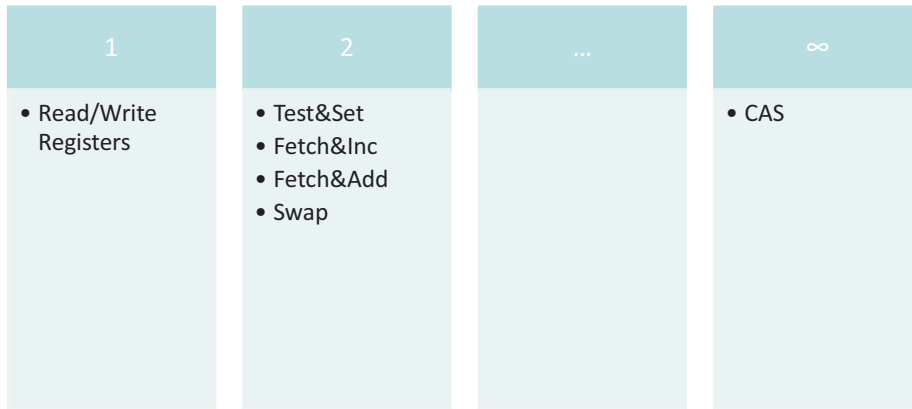 1
• Read/Write
Registers
2
• Test&Set
• Fetch&Inc
• Fetch&Add
• Swap
...
∞
• CAS